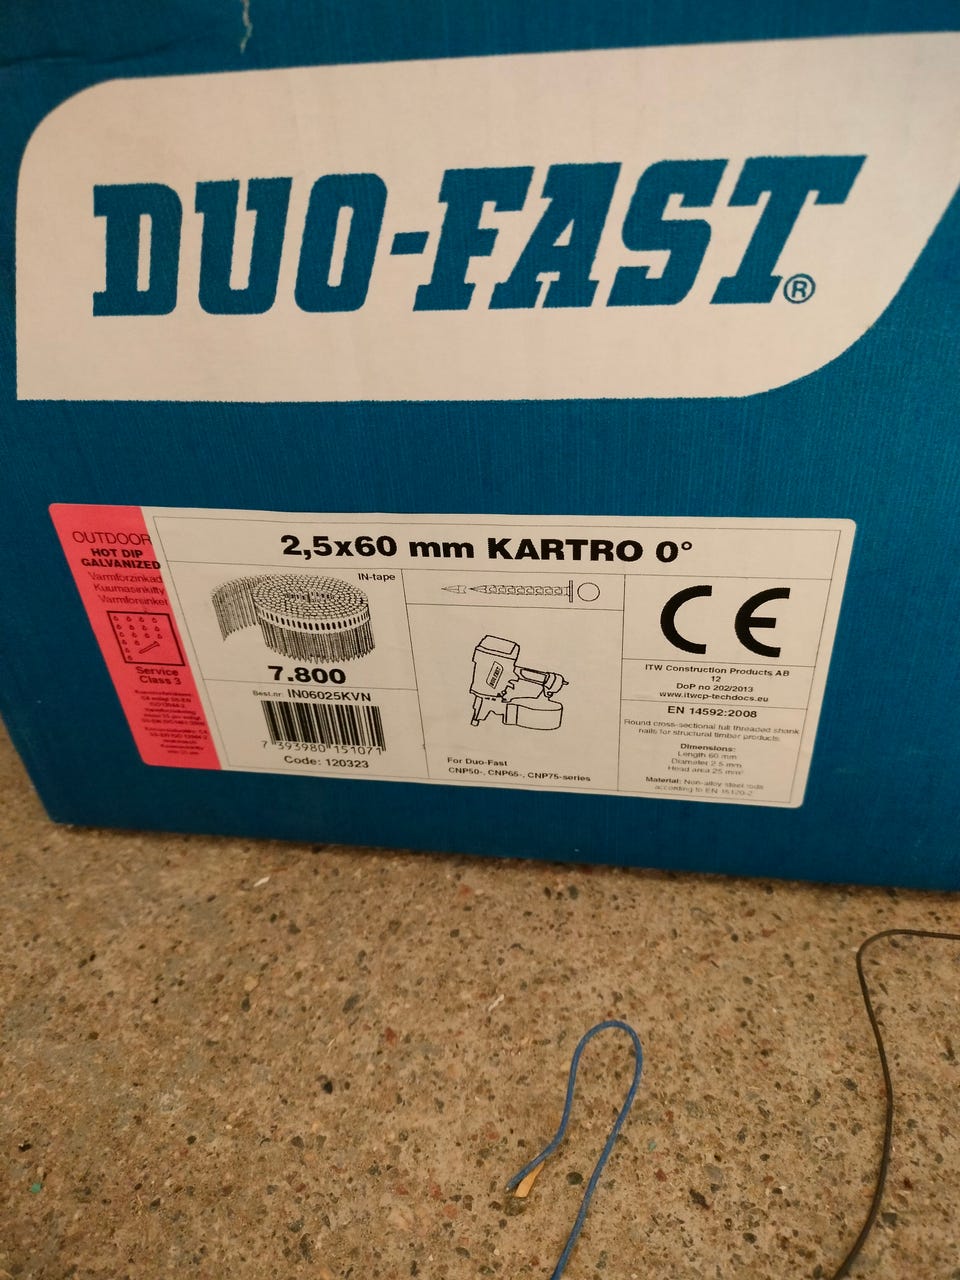 DUO-FAST®
2,5x60 mm KARTRO 0°
OUTDOOR
HOT DIP
GALVANIZED
Varmförzinkad
Kuumasinkitty
Varmforsinket
Service
Class 3
IN-tape
7.800
Best.nr: IN06025KVN
7 393980 151071
Code: 120323
DUO-FAST
For Duo-Fast
CNP50-, CNP65-, CNP75-series
CE
ITW Construction Products AB
12
DoP no 202/2013
www.itwcp-techdocs.eu
EN 14592:2008
Round cross-sectional full threaded shank
nails for structural timber products.
Dimensions:
Length 60 mm
Diameter 2.5 mm
Head area 25 mm²
Material: Non-alloy steel rods
according to EN 16120-2